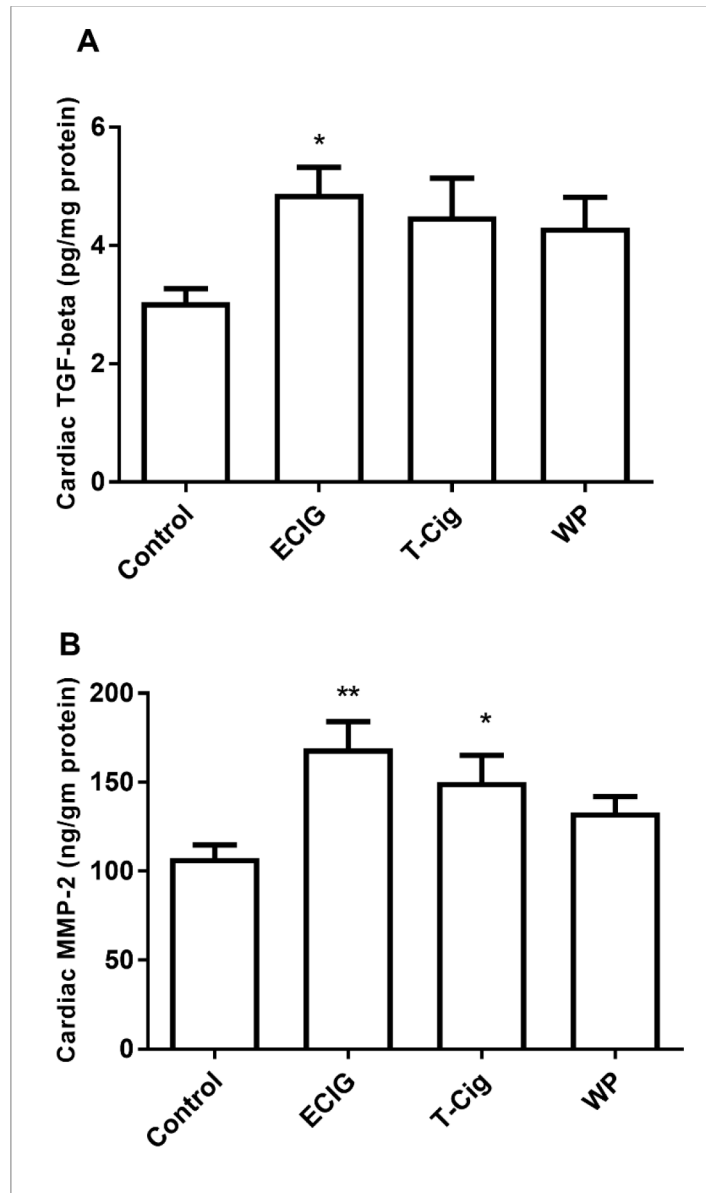 A
Cardiac TGF-beta (pg/mg protein)
6
4
2
0
*
Control
ECIG
T-Cig
WP
B
Cardiac MMP-2 (ng/gm protein)
200
150
100
50
0
**
*
Control
ECIG
T-Cig
WP